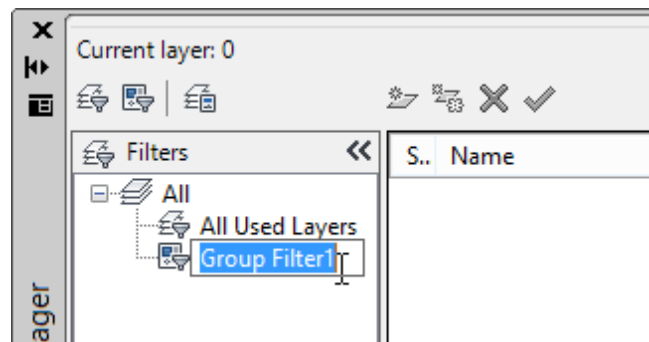 Current layer: 0
Filters
S.. Name
All
All Used Layers
Group Filter1
ager